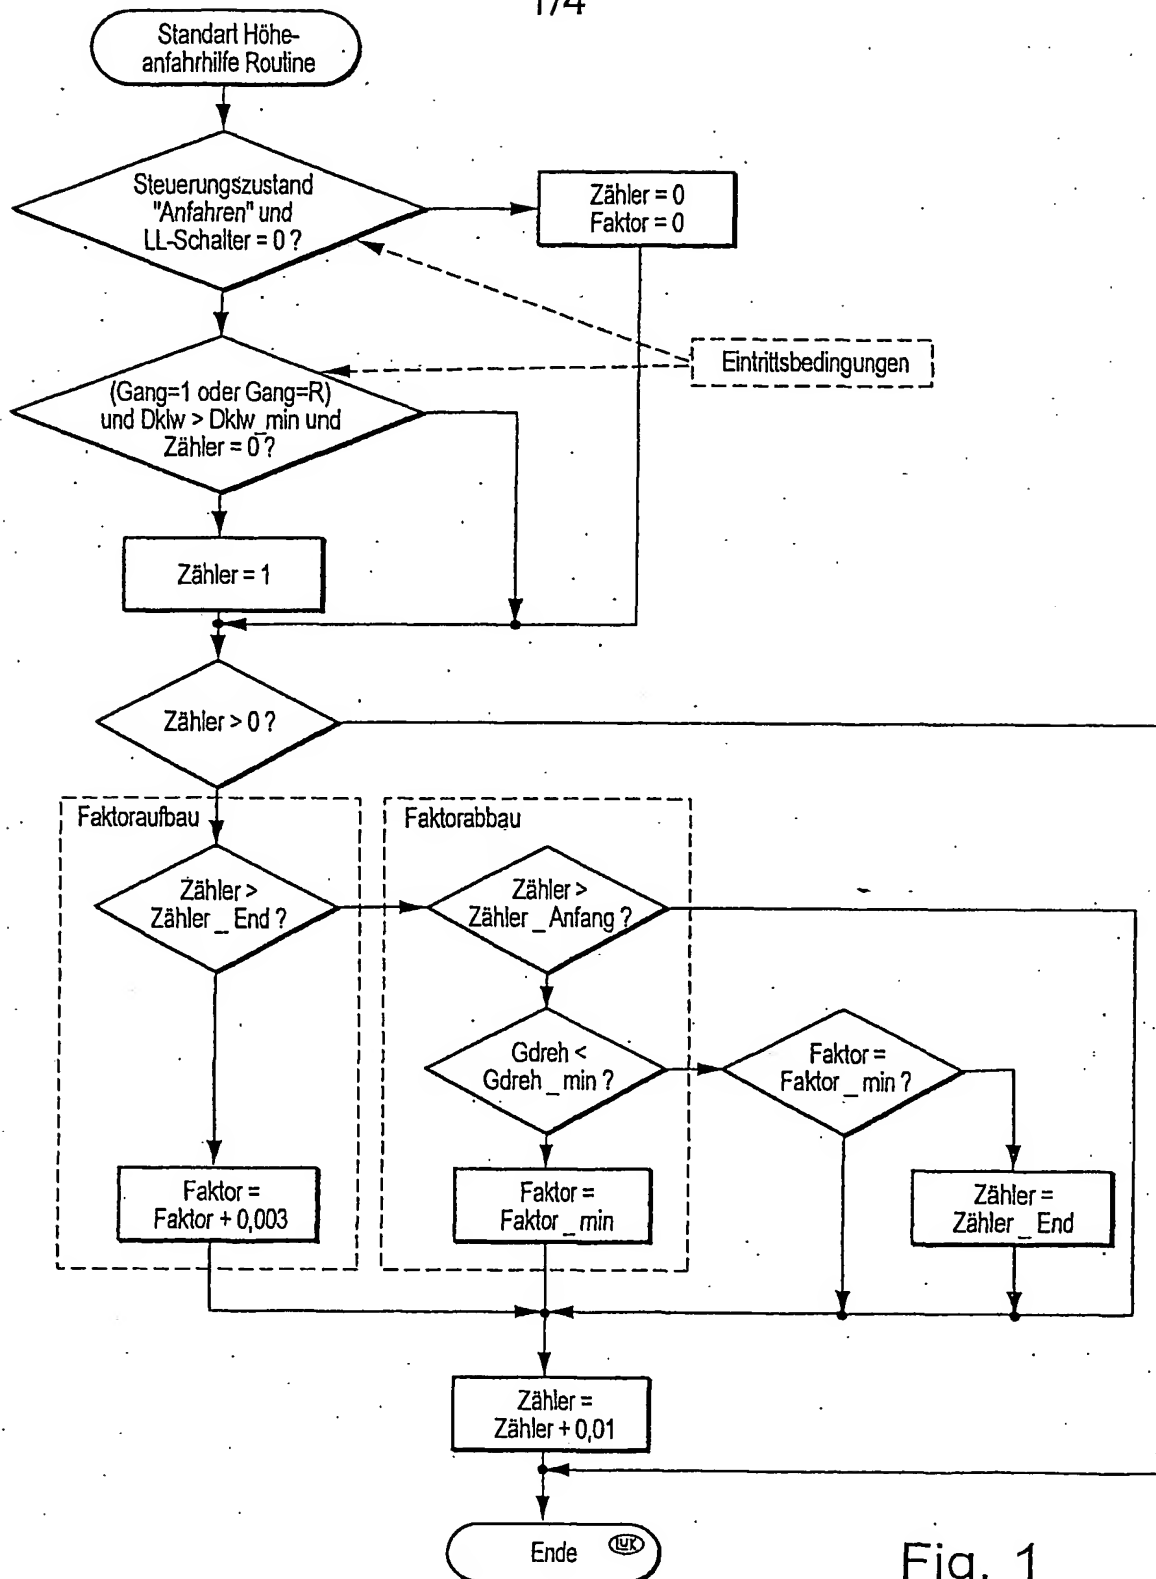 1/4
Standart Höhe-
anfahrhilfe Routine
Steuerungszustand
"Anfahren" und
LL-Schalter = 0 ?
Zähler = 0
Faktor = 0
Eintrittsbedingungen
(Gang=1 oder Gang=R)
und Dklw > Dklw_min und
Zähler = 0 ?
Zähler = 1
Zähler > 0 ?
Faktoraufbau
Faktorabbau
Zähler >
Zähler _ End ?
Zähler >
Zähler _ Anfang ?
Gdreh <
Gdreh _ min ?
Faktor =
Faktor _ min ?
Faktor =
Faktor + 0,003
Faktor =
Faktor _ min
Zähler =
Zähler _ End
Zähler =
Zähler + 0,01
Ende
LUK
Fig. 1